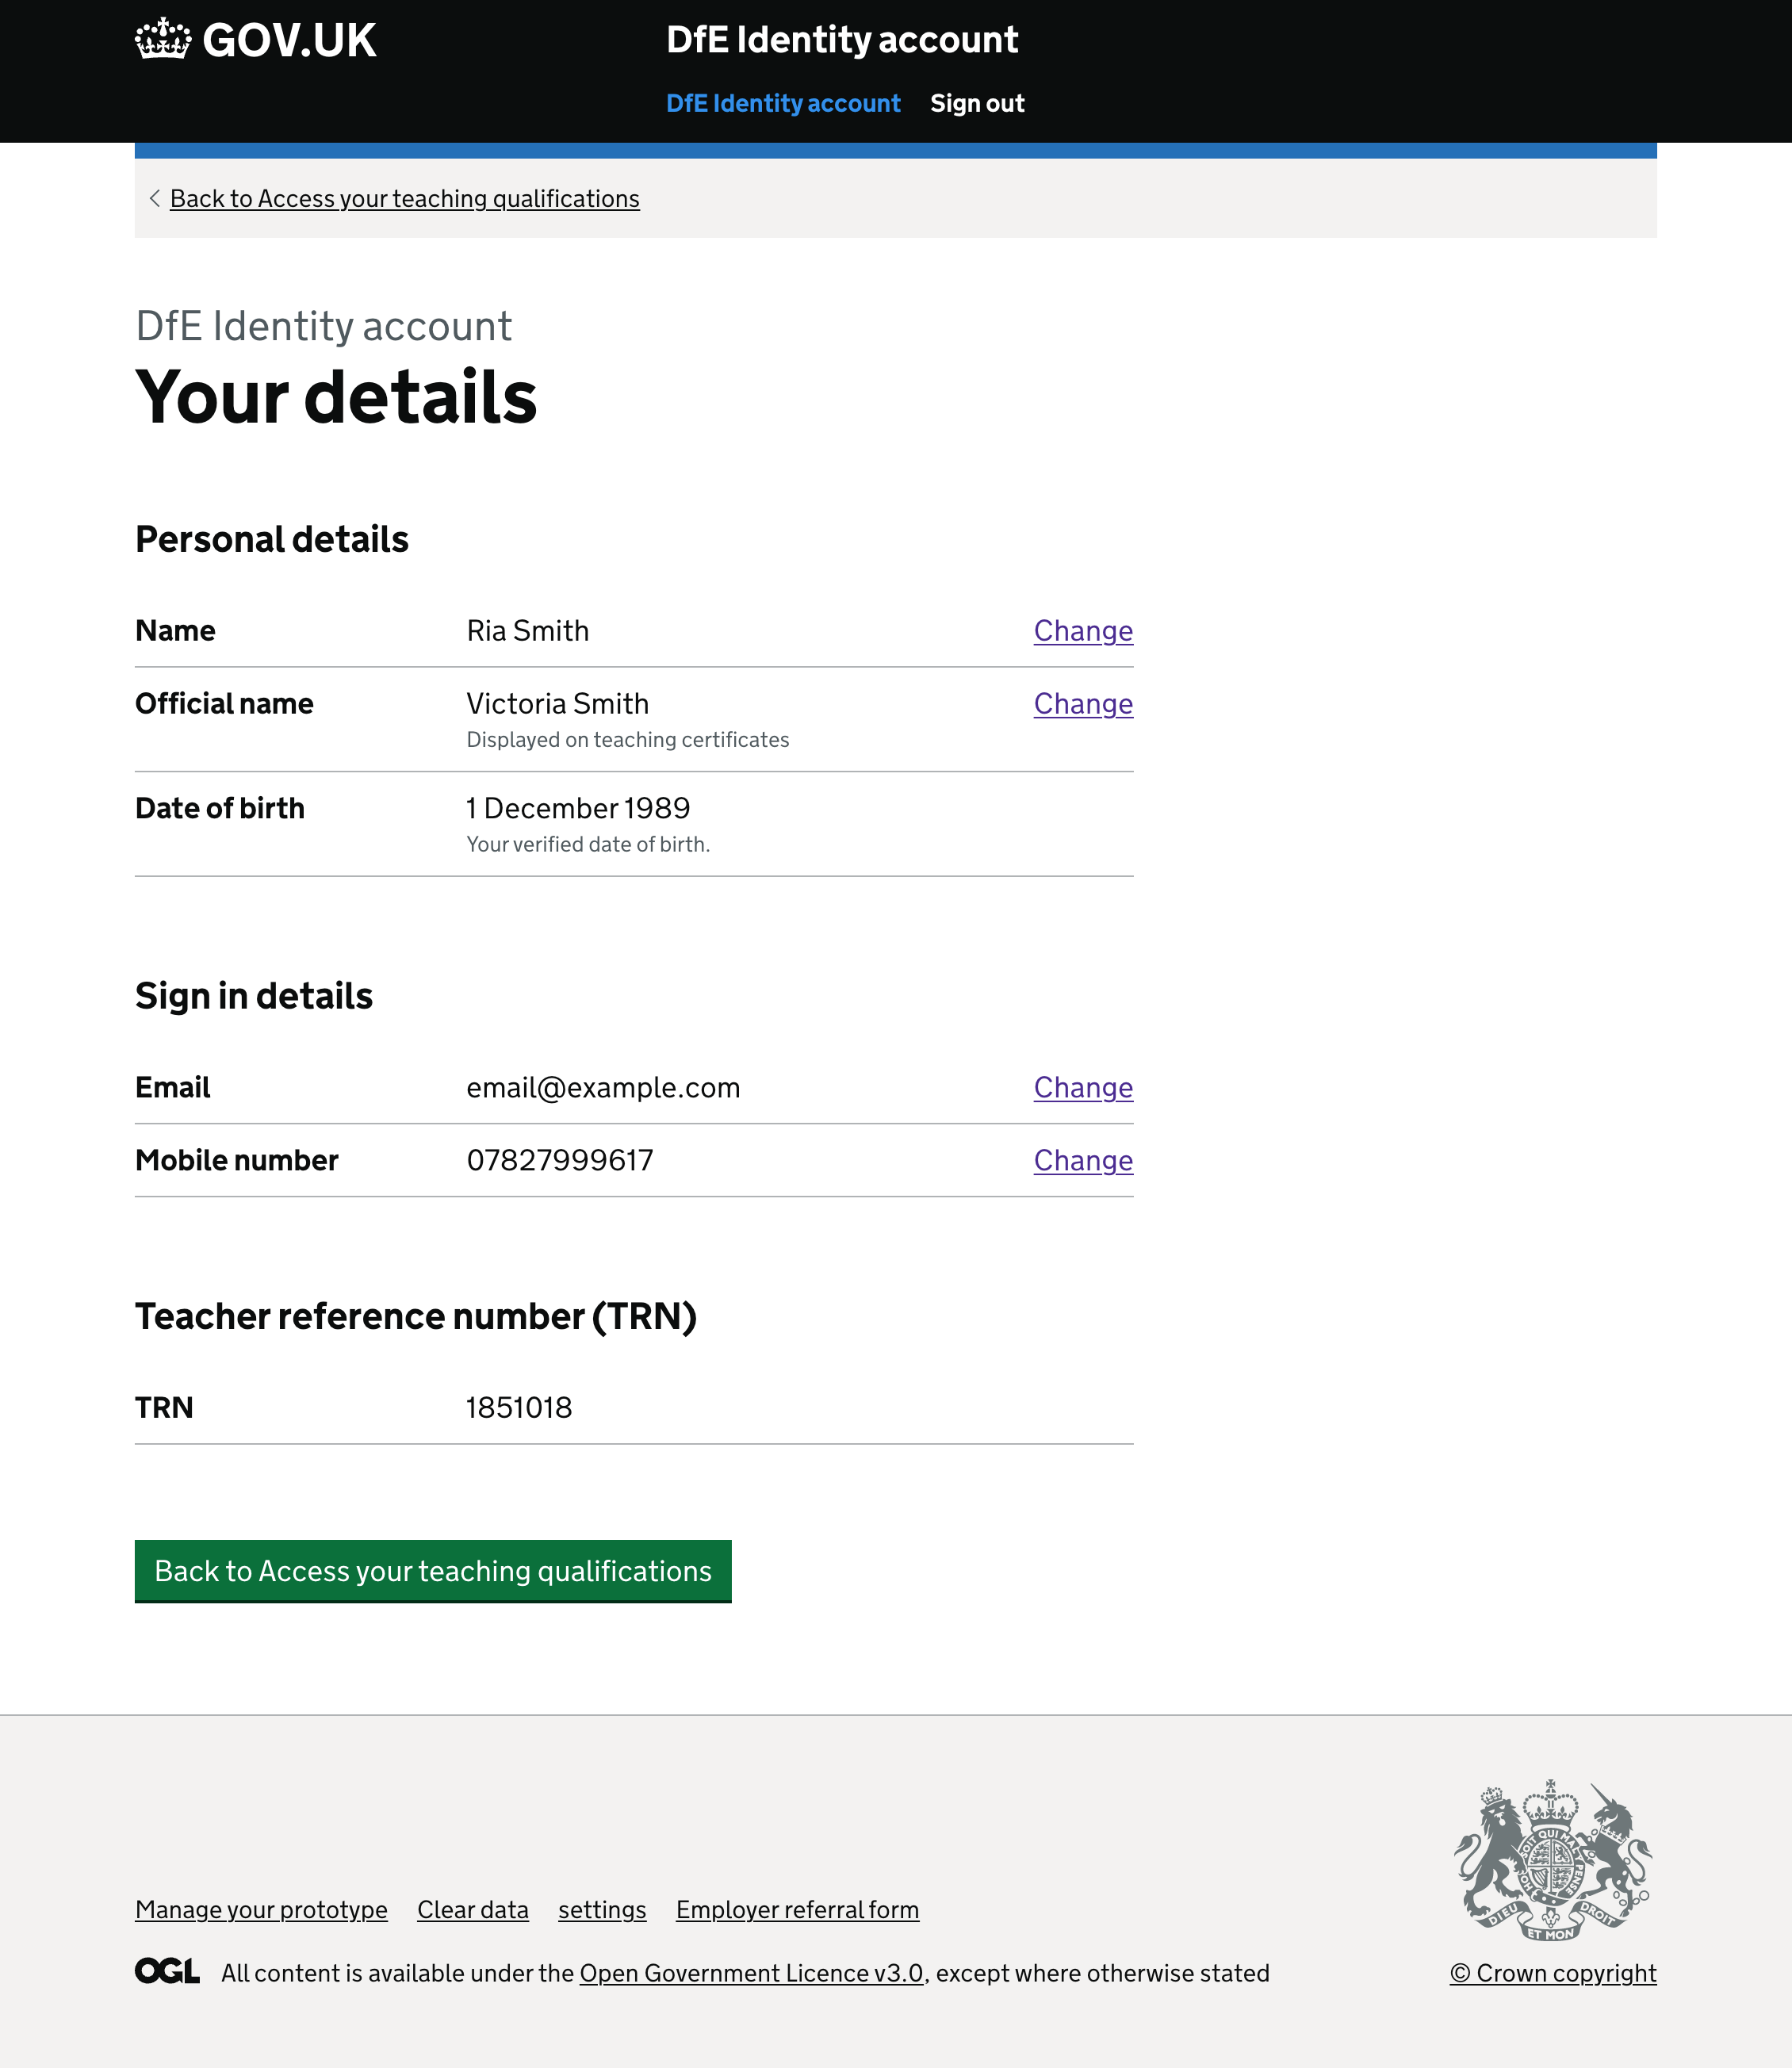 GOV.UK
DfE Identity account
DfE Identity account Sign out
Back to Access your teaching qualifications
DfE Identity account
Your details
Personal details
Name Ria Smith Change
Official name Victoria Smith Change
Displayed on teaching certificates
Date of birth 1 December 1989
Your verified date of birth.
Sign in details
Email email@example.com Change
Mobile number 07827999617 Change
Teacher reference number (TRN)
TRN 1851018
Back to Access your teaching qualifications
DIEU ET MON DROIT
Manage your prototype Clear data settings Employer referral form
OGL All content is available under the Open Government Licence v3.0, except where otherwise stated
© Crown copyright